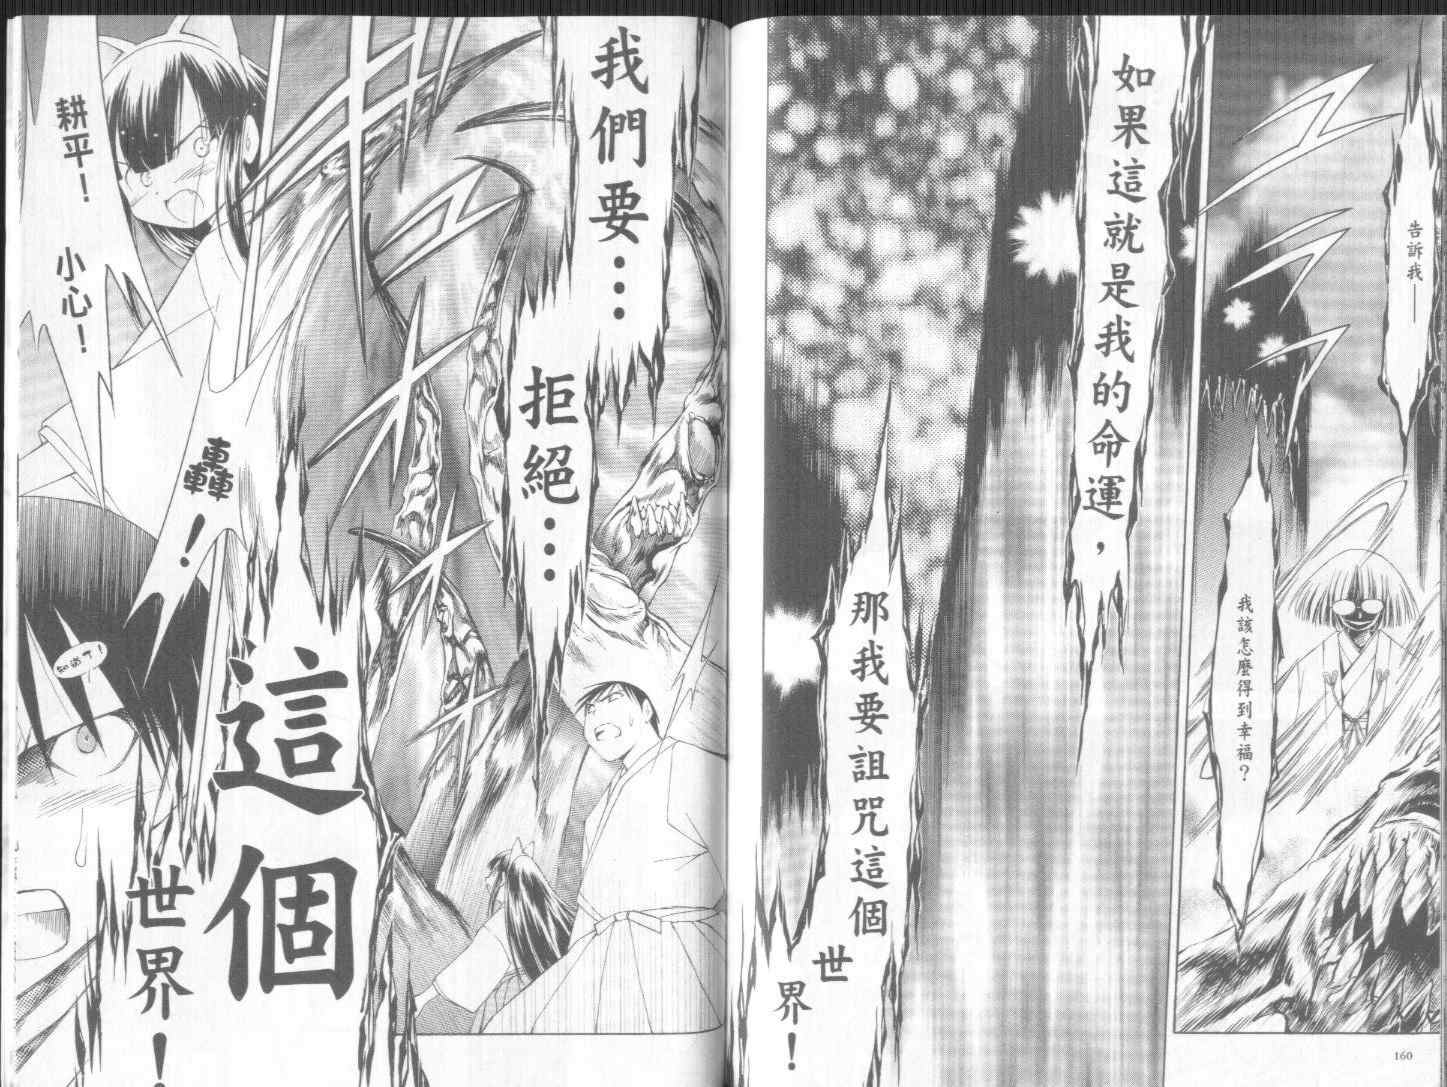 告訴我——
我該怎麼得到幸福？
如果這就是我的命運，
那我要詛咒這個
世
界！
160
我們要…
拒絕…
這個
世界！
耕平！
小心！
轟！
知道了！